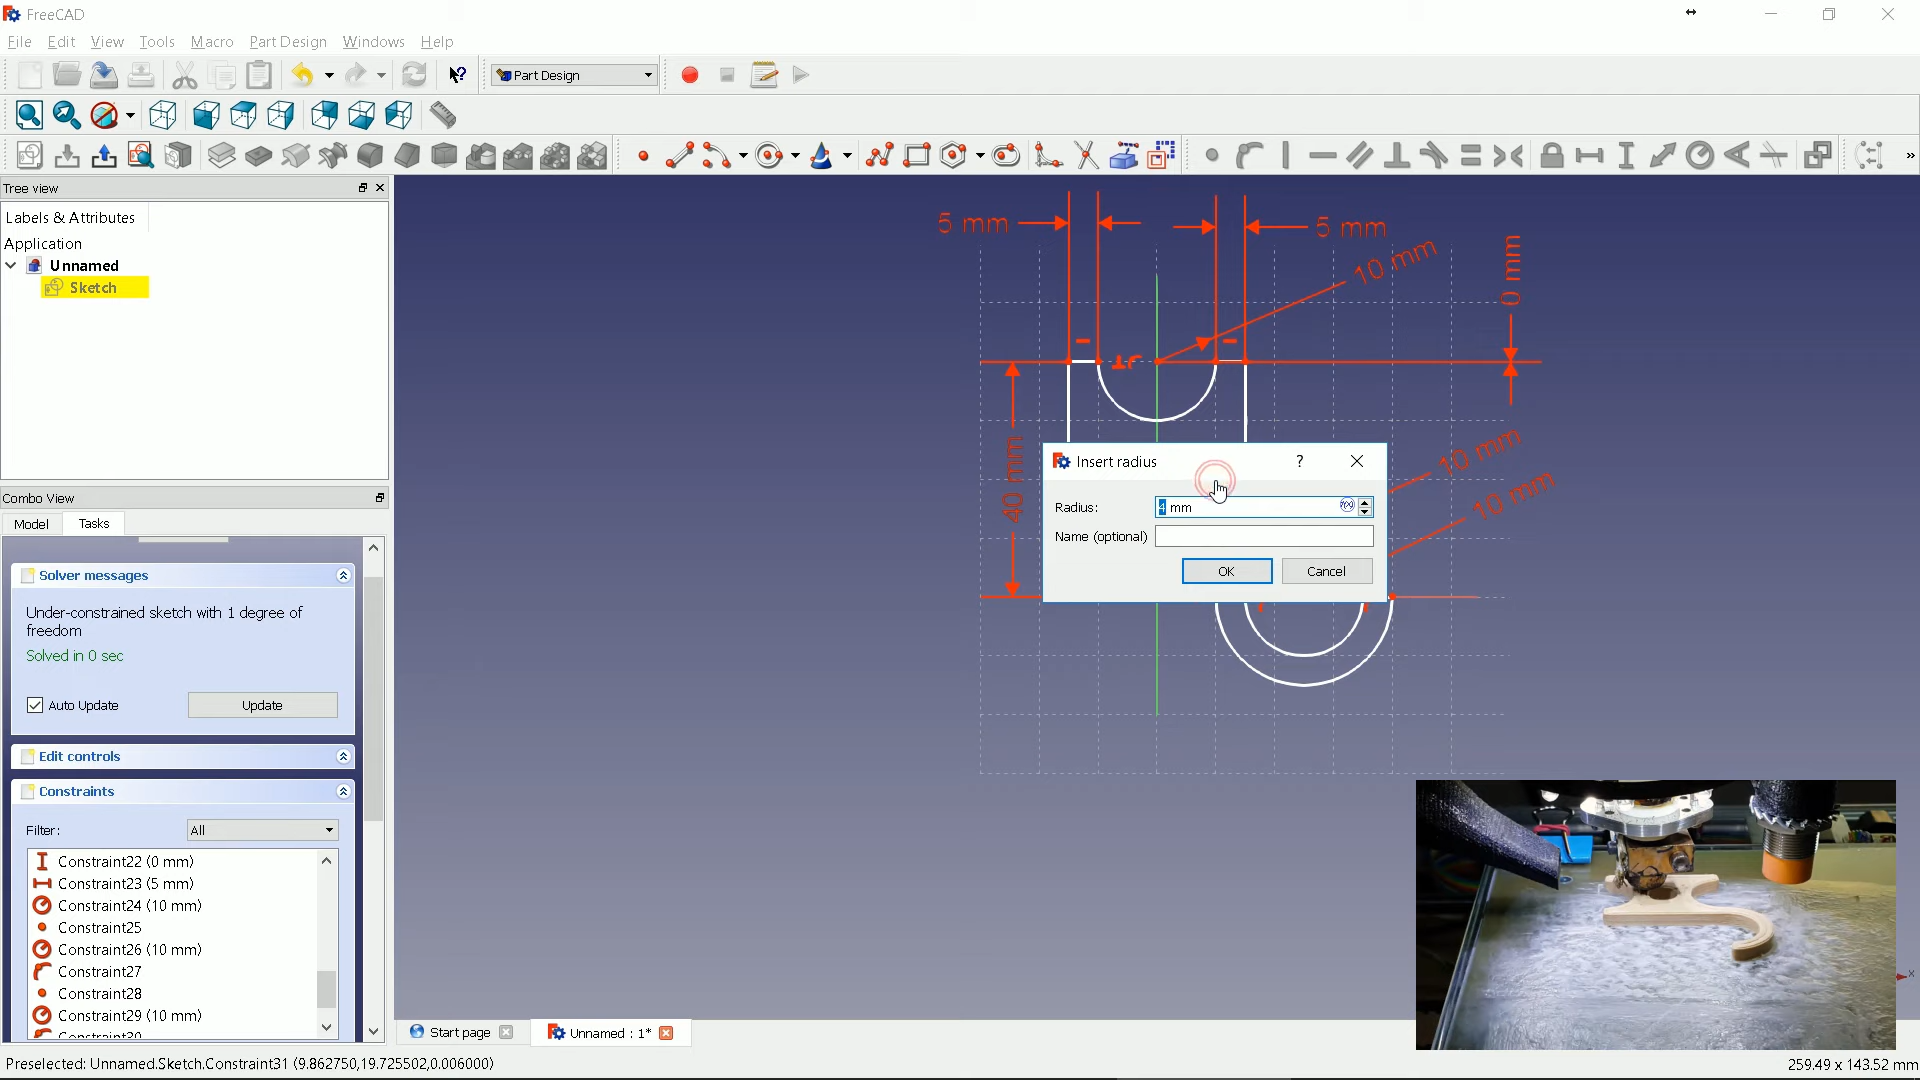 FreeCAD
File Edit View Tools Macro Part Design Windows Help
Part Design
Tree view
Labels & Attributes
Application
Unnamed
Sketch
5 mm
5 mm
10 mm
0 mm
40 mm
10 mm
10 mm
Insert radius
?
Radius:
mm
Name (optional)
OK
Cancel
Combo View
Model
Tasks
Solver messages
Under-constrained sketch with 1 degree of
freedom
Solved in 0 sec
Auto Update
Update
Edit controls
Constraints
Filter:
All
Constraint22 (0 mm)
Constraint23 (5 mm)
Constraint24 (10 mm)
Constraint25
Constraint26 (10 mm)
Constraint27
Constraint28
Constraint29 (10 mm)
Start page
Unnamed : 1*
x
Preselected: Unnamed.Sketch.Constraint31 (9.862750,19.725502,0.006000)
259.49 x 143.52 mm